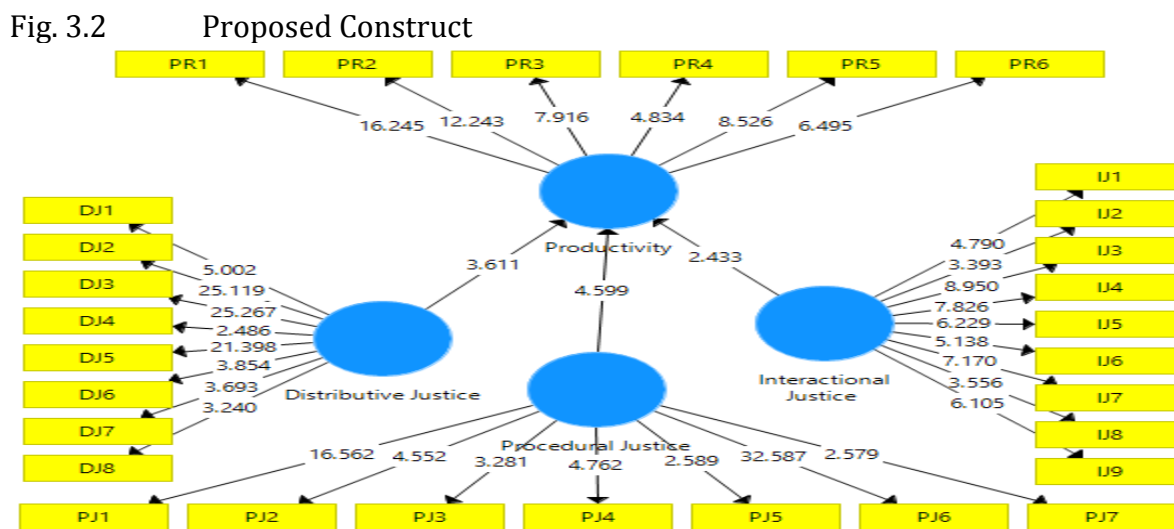 Fig. 3.2 Proposed Construct
PR1 PR2 PR3 PR4 PR5 PR6
16.245 12.243 7.916 4.834 8.526 6.495
Productivity
3.611 4.599 2.433
DJ1
DJ2
DJ3
DJ4
DJ5
DJ6
DJ7
DJ8
5.002
25.119
25.267
2.486
21.398
3.854
3.693
3.240
Distributive Justice
IJ1
IJ2
IJ3
IJ4
IJ5
IJ6
IJ7
IJ8
IJ9
4.790
3.393
8.950
7.826
6.229
5.138
7.170
3.556
6.105
Interactional
Justice
Procedural Justice
16.562 4.552 3.281 4.762 2.589 32.587 2.579
PJ1 PJ2 PJ3 PJ4 PJ5 PJ6 PJ7